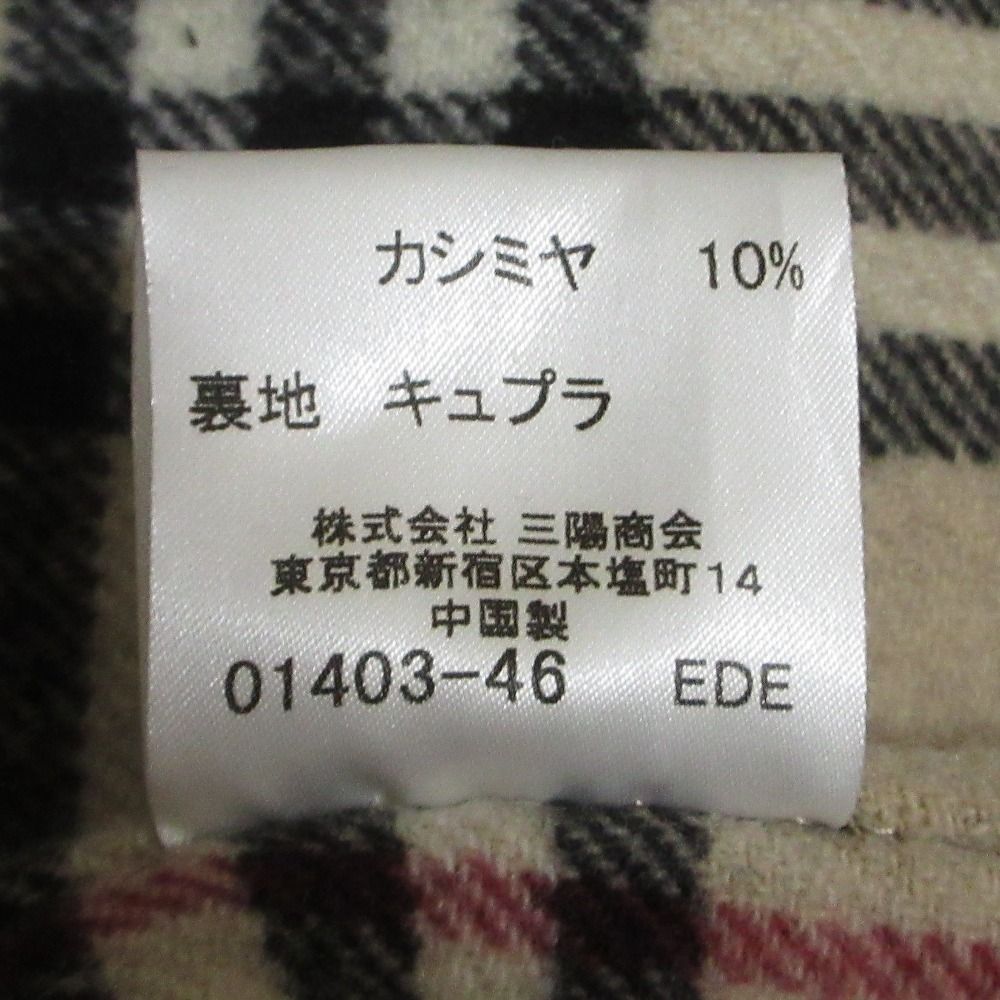 カシミヤ 10%
裏地 キュプラ
株式会社 三陽商会
東京都新宿区本塩町14
中国製
01403-46 EDE